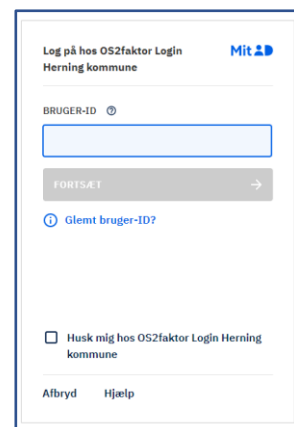 Log på hos OS2faktor Login Mit
Herning kommune
BRUGER-ID
FORTSÆT
Glemt bruger-ID?
Husk mig hos OS2faktor Login Herning
kommune
Afbryd Hjælp